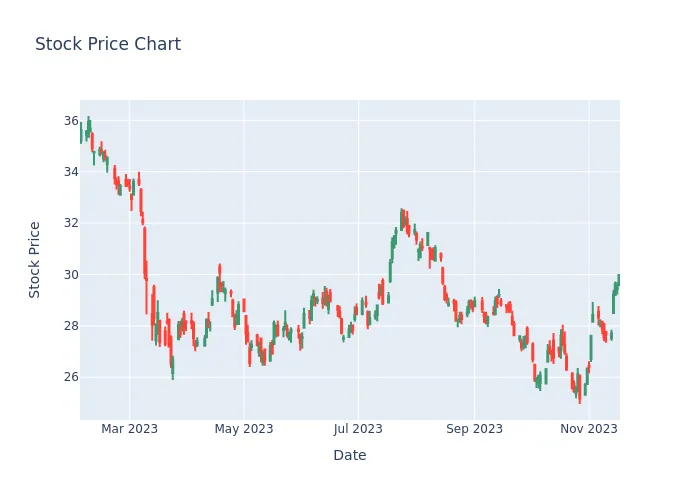 Stock Price Chart
Stock Price
36
34
32
30
28
26
Mar 2023
May 2023
Jul 2023
Sep 2023
Nov 2023
Date